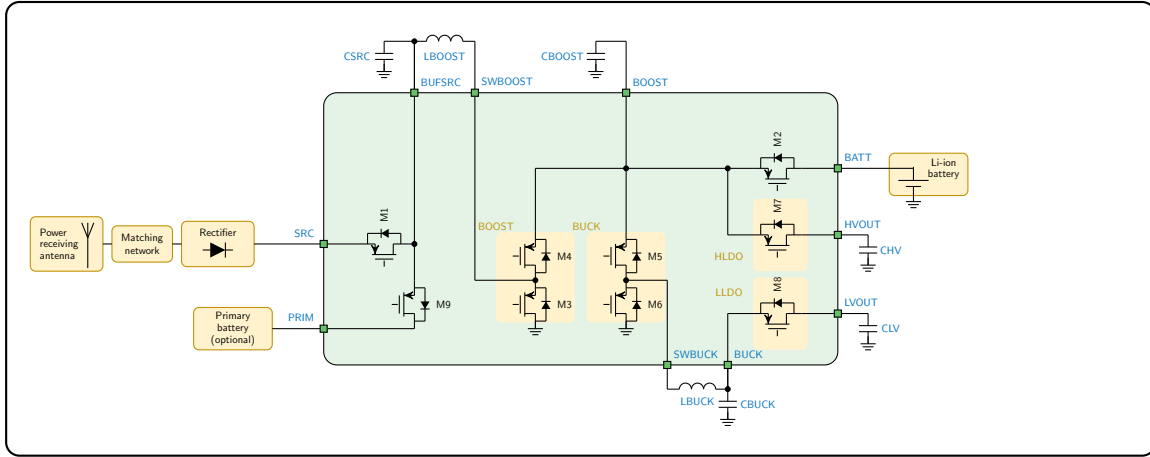 CSRC
LBOOST
CBOOST
BUFSRC
SWBOOST
BOOST
M2
BATT
Li-ion
battery
Power
receiving
antenna
Matching
network
Rectifier
SRC
M1
BOOST
BUCK
M7
HVOUT
CHV
HLDO
M4
M5
M8
LLDO
M9
M3
M6
LVOUT
CLV
Primary
battery
(optional)
PRIM
SWBUCK
BUCK
LBUCK
CBUCK